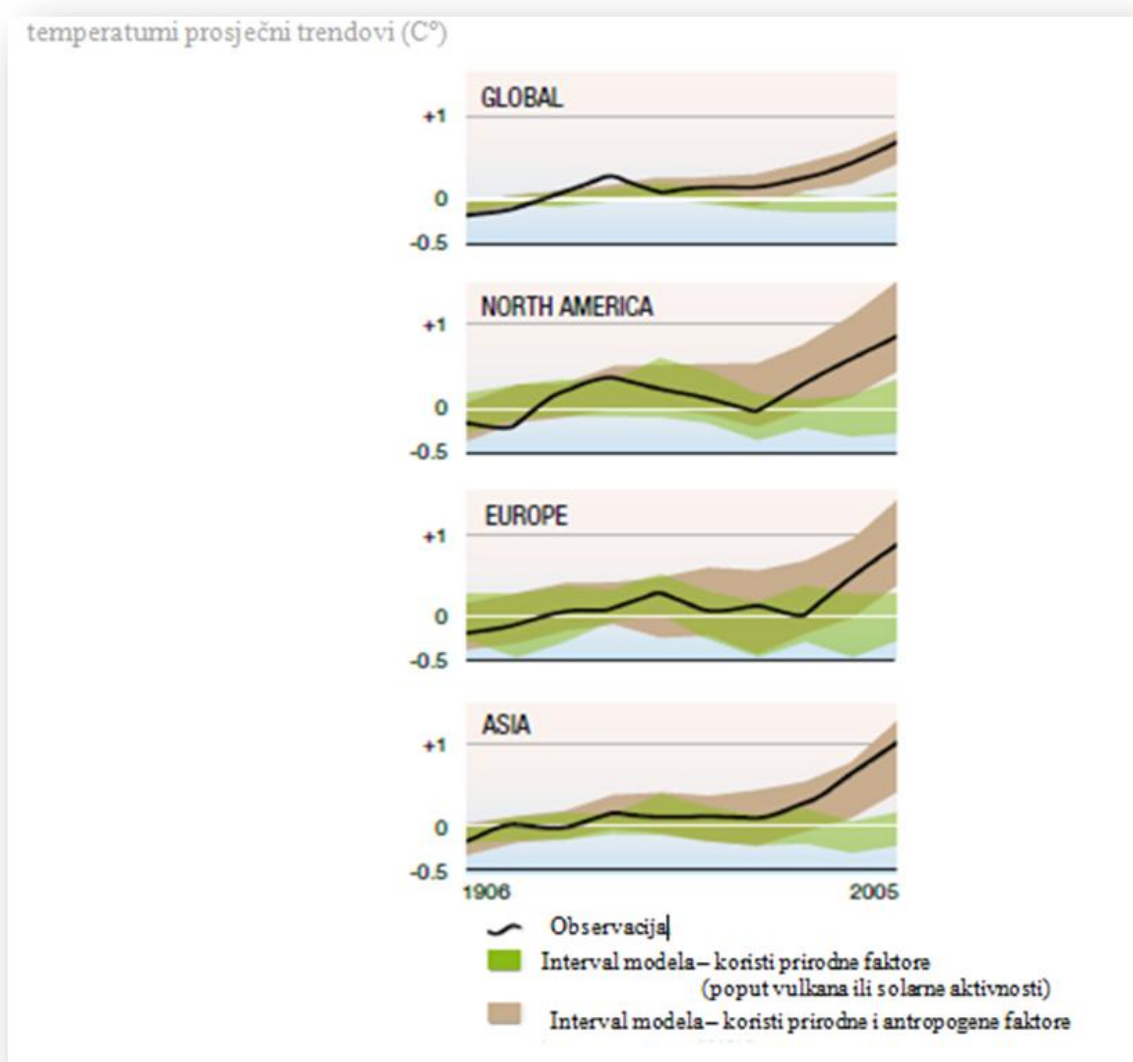 temperaturni prosječni trendovi (C°)
GLOBAL
+1
0
-0.5
NORTH AMERICA
+1
0
-0.5
EUROPE
+1
0
-0.5
ASIA
+1
0
-0.5
1906 2005
Observacija
Interval modela – koristi prirodne faktore
(poput vulkana ili solarne aktivnosti)
Interval modela – koristi prirodne i antropogene faktore